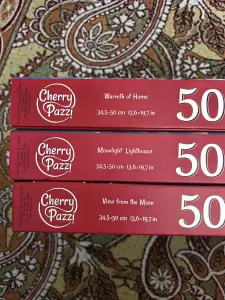 Cherry
Pazzi
Warmth of Home
34,5×50 cm 13,6×19,7 in
50
Cherry
Pazzi
Moonlight Lighthouse
34,5×50 cm 13,6×19,7 in
50
Cherry
Pazzi
View from the Moon
34,5×50 cm 13,6×19,7 in
50